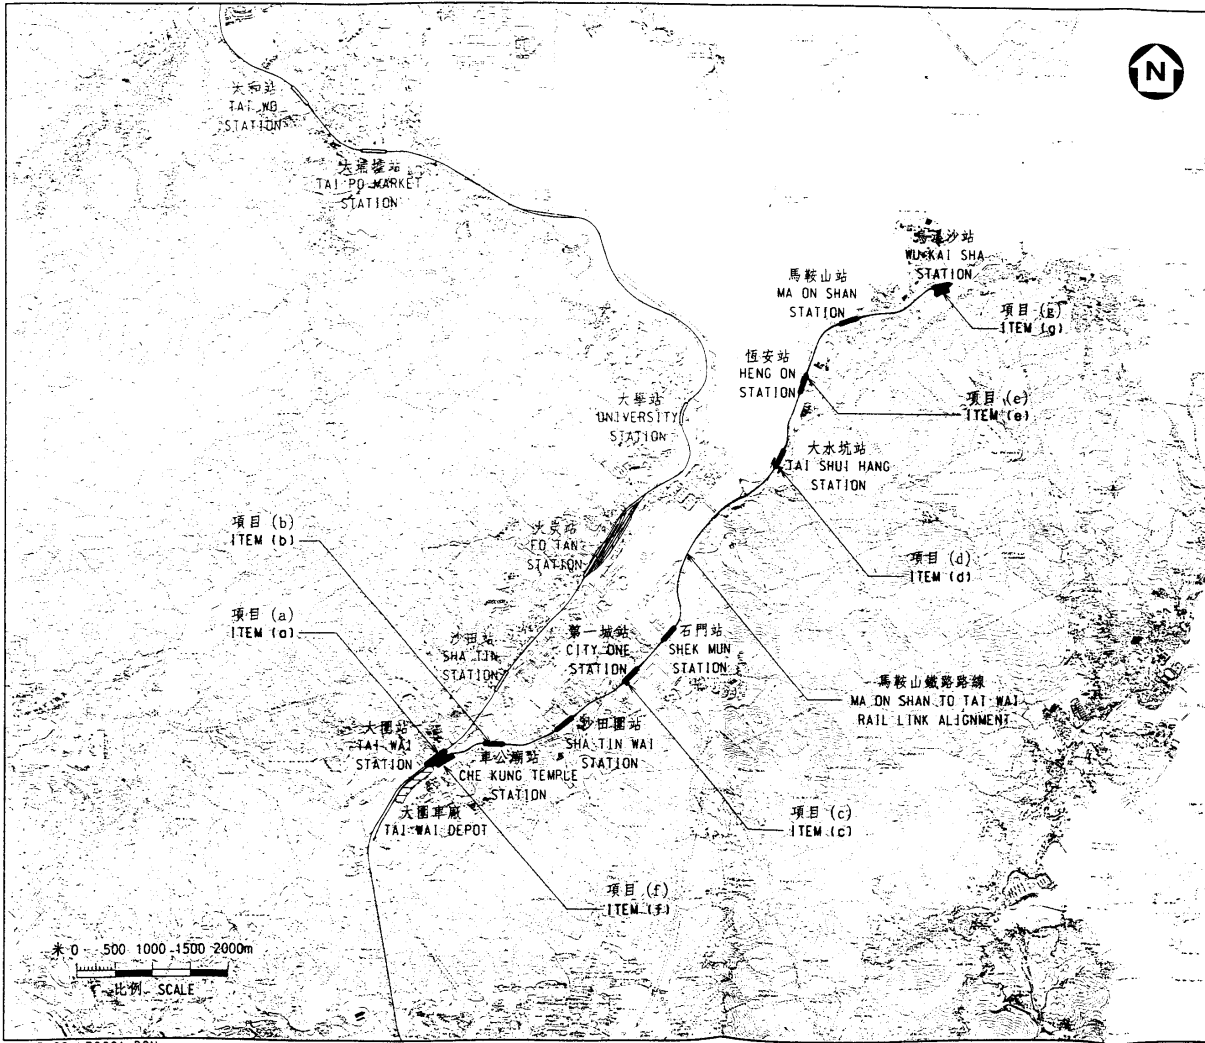 N
太和站
TAI WO
STATION
大埔墟站
TAI PO MARKET
STATION
烏溪沙站
WU KAI SHA
STATION
馬鞍山站
MA ON SHAN
STATION
項目 (g)
ITEM (g)
恆安站
HENG ON
STATION
項目 (e)
ITEM (e)
大學站
UNIVERSITY
STATION
大水坑站
TAI SHUI HANG
STATION
項目 (b)
ITEM (b)
火炭站
FO TAN
STATION
項目 (d)
ITEM (d)
項目 (a)
ITEM (a)
沙田站
SHA TIN
STATION
第一城站
CITY ONE
STATION
石門站
SHEK MUN
STATION
馬鞍山鐵路路線
MA ON SHAN TO TAI WAI
RAIL LINK ALIGNMENT
大圍站
TAI WAI
STATION
車公廟站
CHE KUNG TEMPLE
STATION
沙田圍站
SHA TIN WAI
STATION
大圍車廠
TAI WAI DEPOT
項目 (c)
ITEM (c)
項目 (f)
ITEM (f)
米 0 500 1000 1500 2000m
比例 SCALE